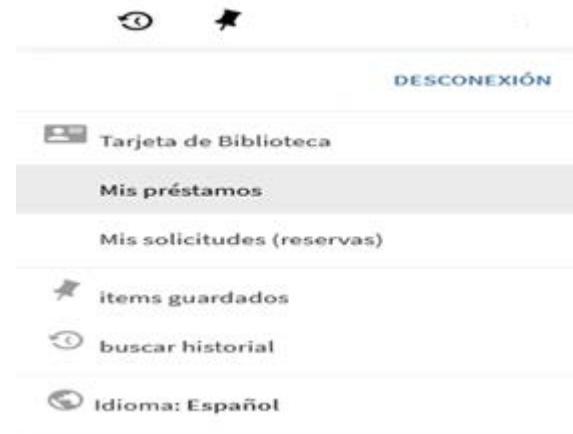 DESCONEXIÓN
Tarjeta de Biblioteca
Mis préstamos
Mis solicitudes (reservas)
items guardados
buscar historial
Idioma: Español